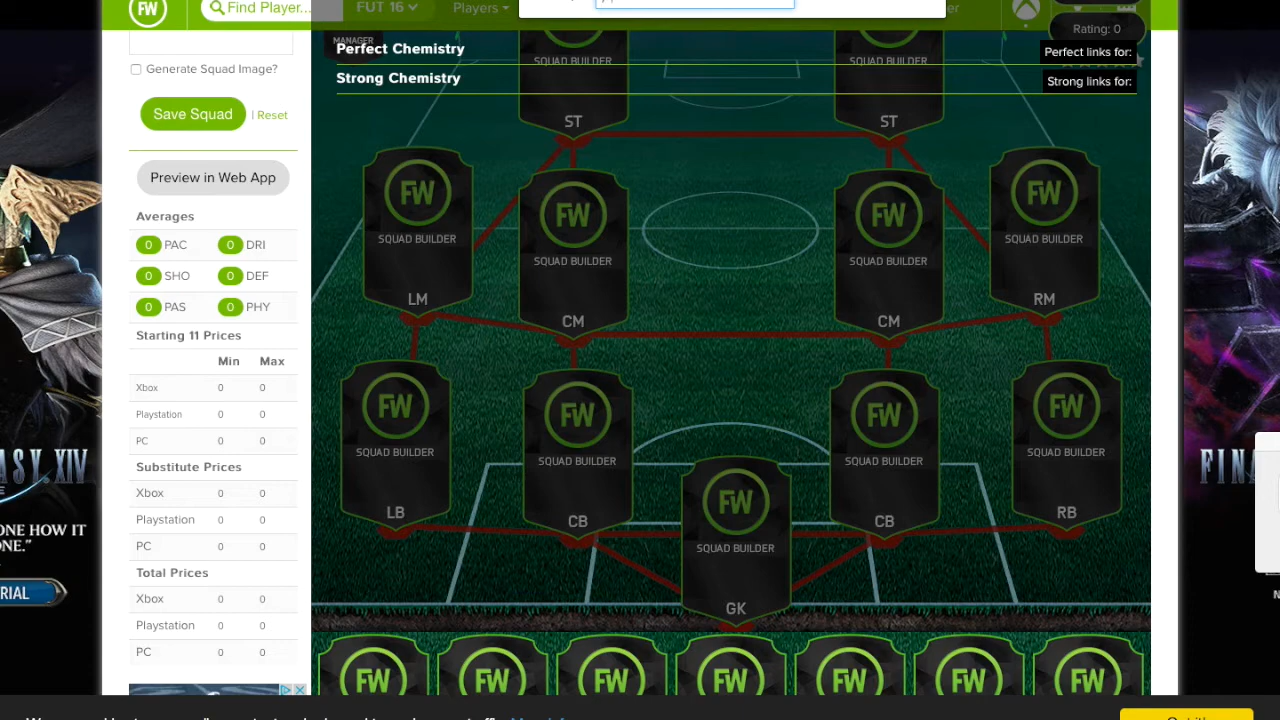 FW
Find Player...
FUT 16
Players
Rating: 0
MANAGER
Perfect Chemistry
Perfect links for:
Strong Chemistry
Strong links for:
Generate Squad Image?
Save Squad | Reset
Preview in Web App
Averages
0 PAC 0 DRI
0 SHO 0 DEF
0 PAS 0 PHY
Starting 11 Prices
Min Max
Xbox 0 0
Playstation 0 0
PC 0 0
Substitute Prices
Xbox 0 0
Playstation 0 0
PC 0 0
Total Prices
Xbox 0 0
Playstation 0 0
PC 0 0
SQUAD BUILDER
ST
SQUAD BUILDER
ST
FW
SQUAD BUILDER
LM
FW
SQUAD BUILDER
CM
FW
SQUAD BUILDER
CM
FW
SQUAD BUILDER
RM
FW
SQUAD BUILDER
LB
FW
SQUAD BUILDER
CB
FW
SQUAD BUILDER
GK
FW
SQUAD BUILDER
CB
FW
SQUAD BUILDER
RB
FW FW FW FW FW FW FW
XIV
ONE HOW IT
ONE."
RIAL
FIN